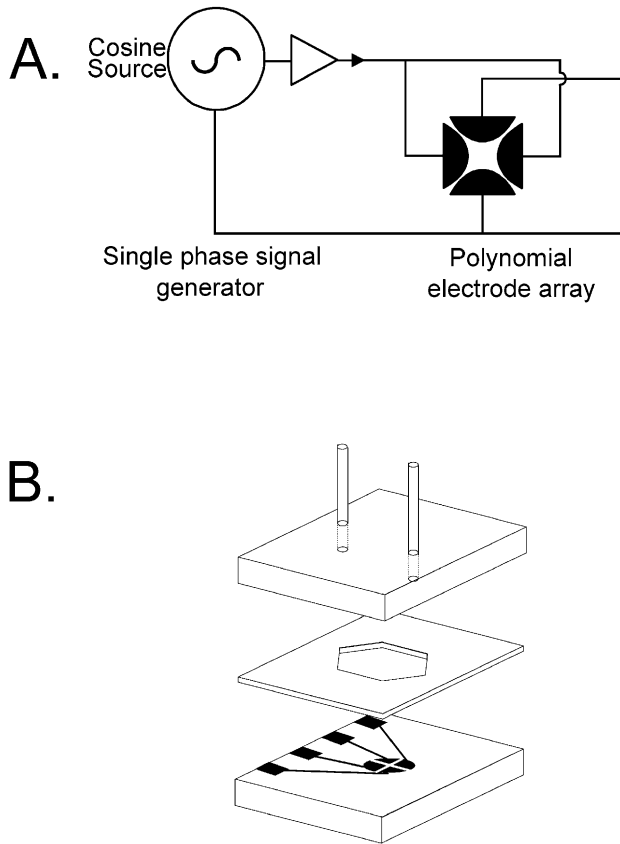 A.
Cosine
Source
Single phase signal
generator
Polynomial
electrode array
B.